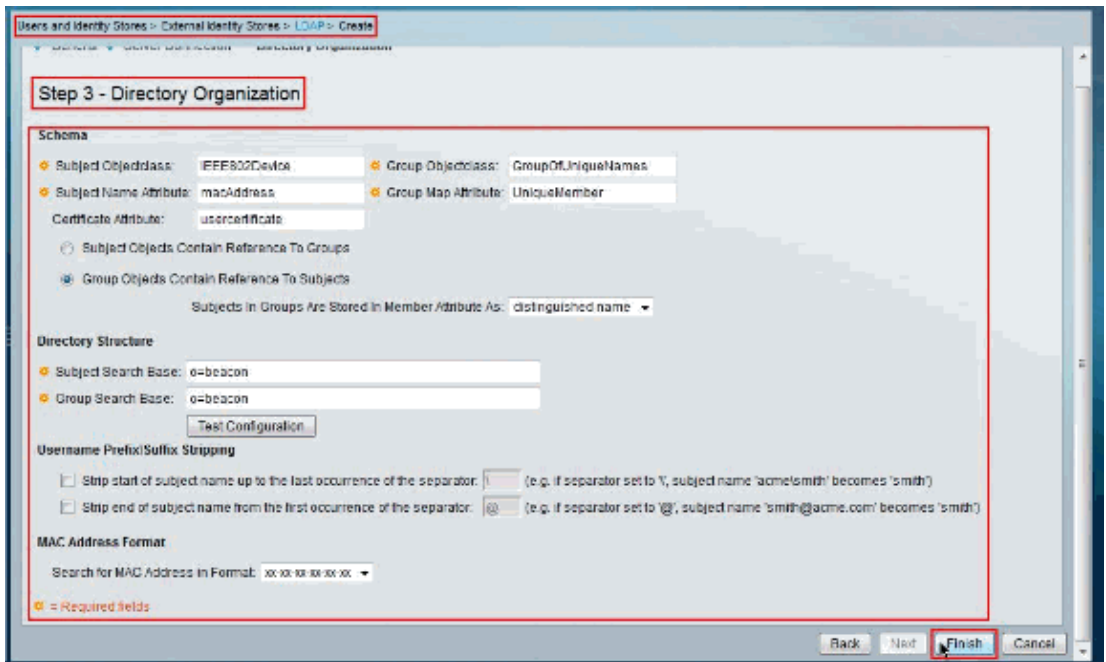 Users and Identity Stores > External Identity Stores > LDAP > Create
General Server Connection Directory Organization
Step 3 - Directory Organization
Schema
Subject Objectclass: IEEE802Device Group Objectclass: GroupOfUniqueNames
Subject Name Attribute: macAddress Group Map Attribute: UniqueMember
Certificate Attribute: usercertificate
Subject Objects Contain Reference To Groups
Group Objects Contain Reference To Subjects
Subjects In Groups Are Stored In Member Attribute As: distinguished name
Directory Structure
Subject Search Base: o=beacon
Group Search Base: o=beacon
Test Configuration
Username Prefix\Suffix Stripping
Strip start of subject name up to the last occurrence of the separator: \ (e.g. if separator set to '\', subject name 'acme\smith' becomes 'smith')
Strip end of subject name from the first occurrence of the separator: @ (e.g. if separator set to '@', subject name 'smith@acme.com' becomes 'smith')
MAC Address Format
Search for MAC Address in Format: xx-xx-xx-xx-xx-xx
= Required fields
Back Next Finish Cancel